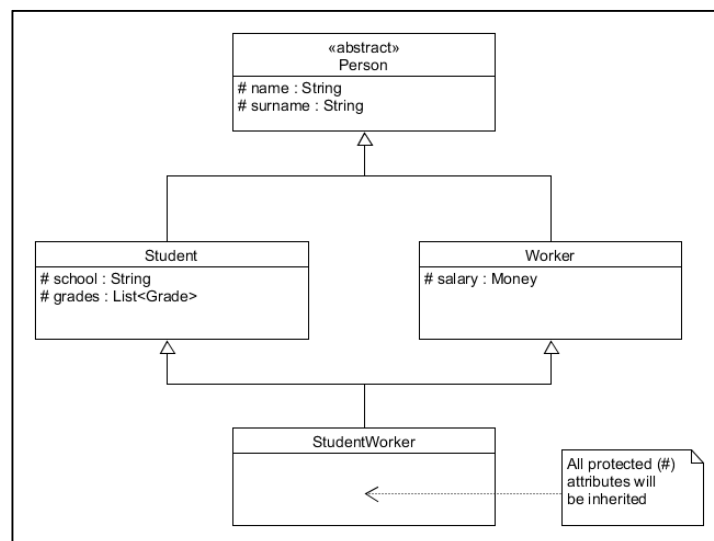 «abstract»
Person
# name : String
# surname : String
Student
# school : String
# grades : List<Grade>
Worker
# salary : Money
StudentWorker
All protected (#)
attributes will
be inherited